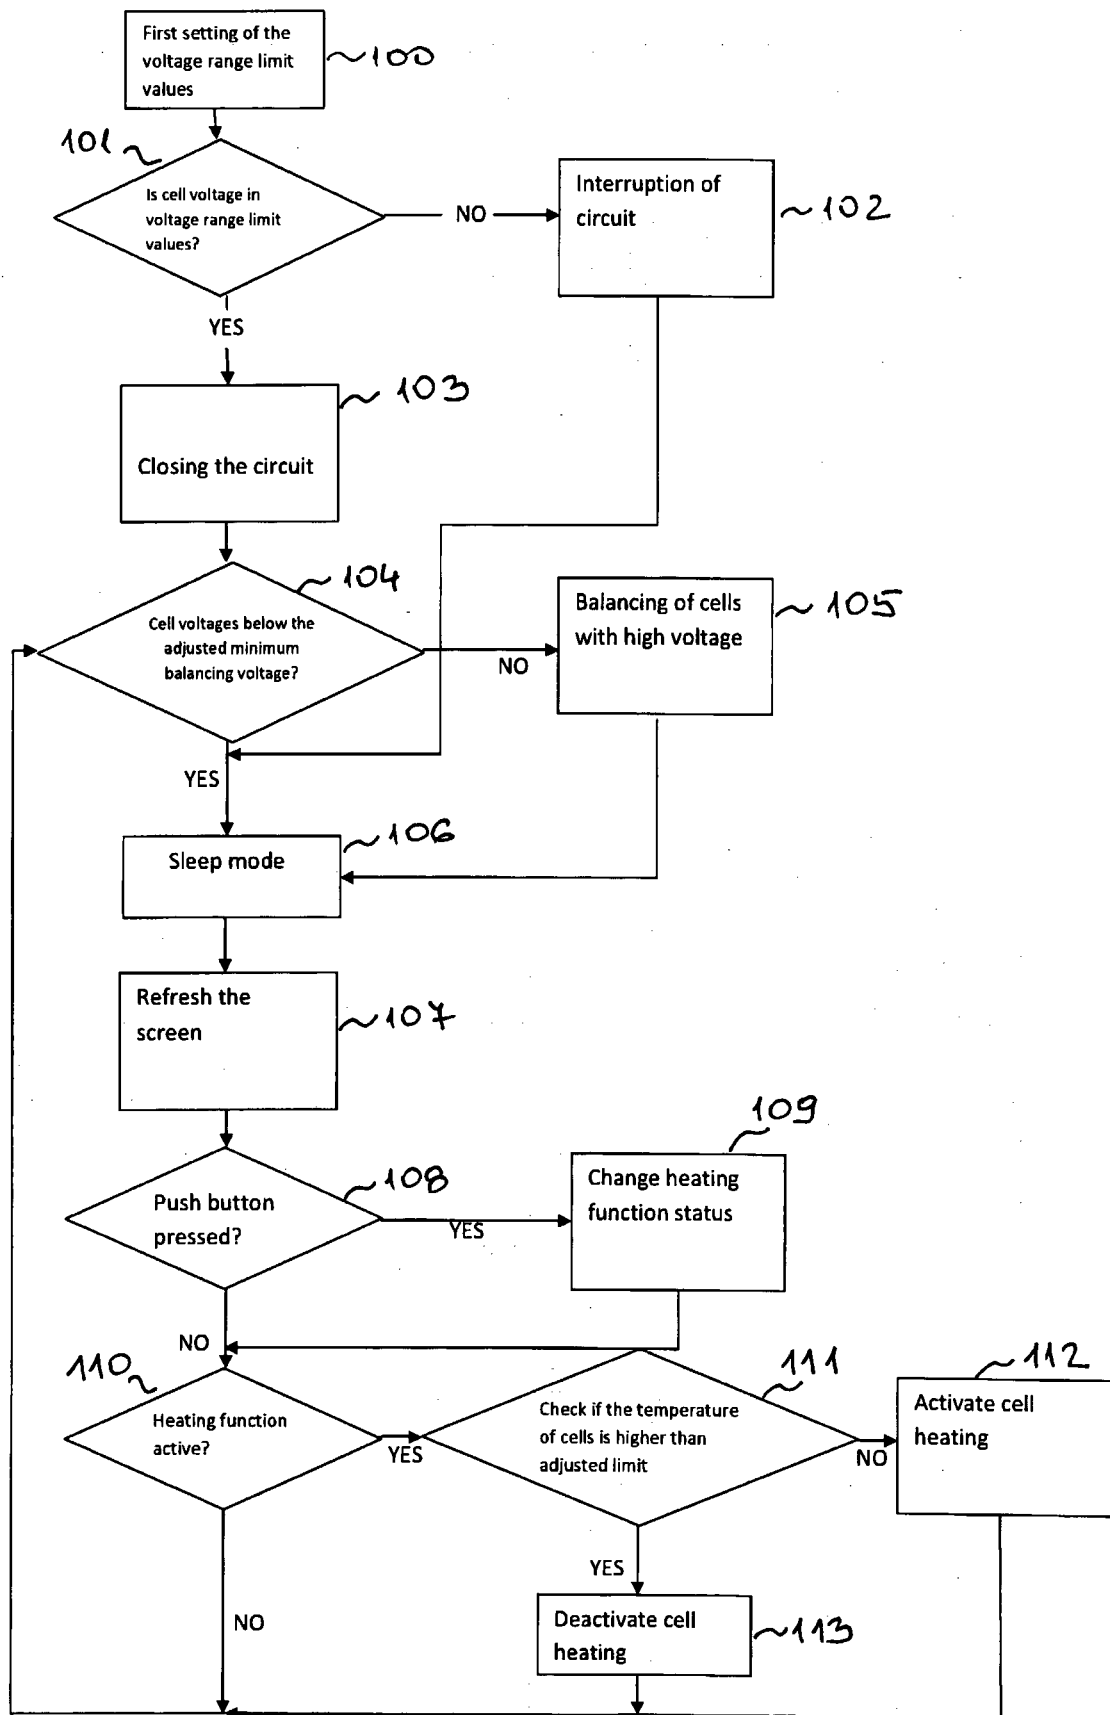 First setting of the
voltage range limit
values
100
101
Is cell voltage in
voltage range limit
values?
NO
Interruption of
circuit
102
YES
103
Closing the circuit
104
Cell voltages below the
adjusted minimum
balancing voltage?
NO
Balancing of cells
with high voltage
105
YES
106
Sleep mode
Refresh the
screen
107
108
Push button
pressed?
YES
109
Change heating
function status
NO
110
Heating function
active?
YES
111
Check if the temperature
of cells is higher than
adjusted limit
NO
112
Activate cell
heating
YES
NO
Deactivate cell
heating
113